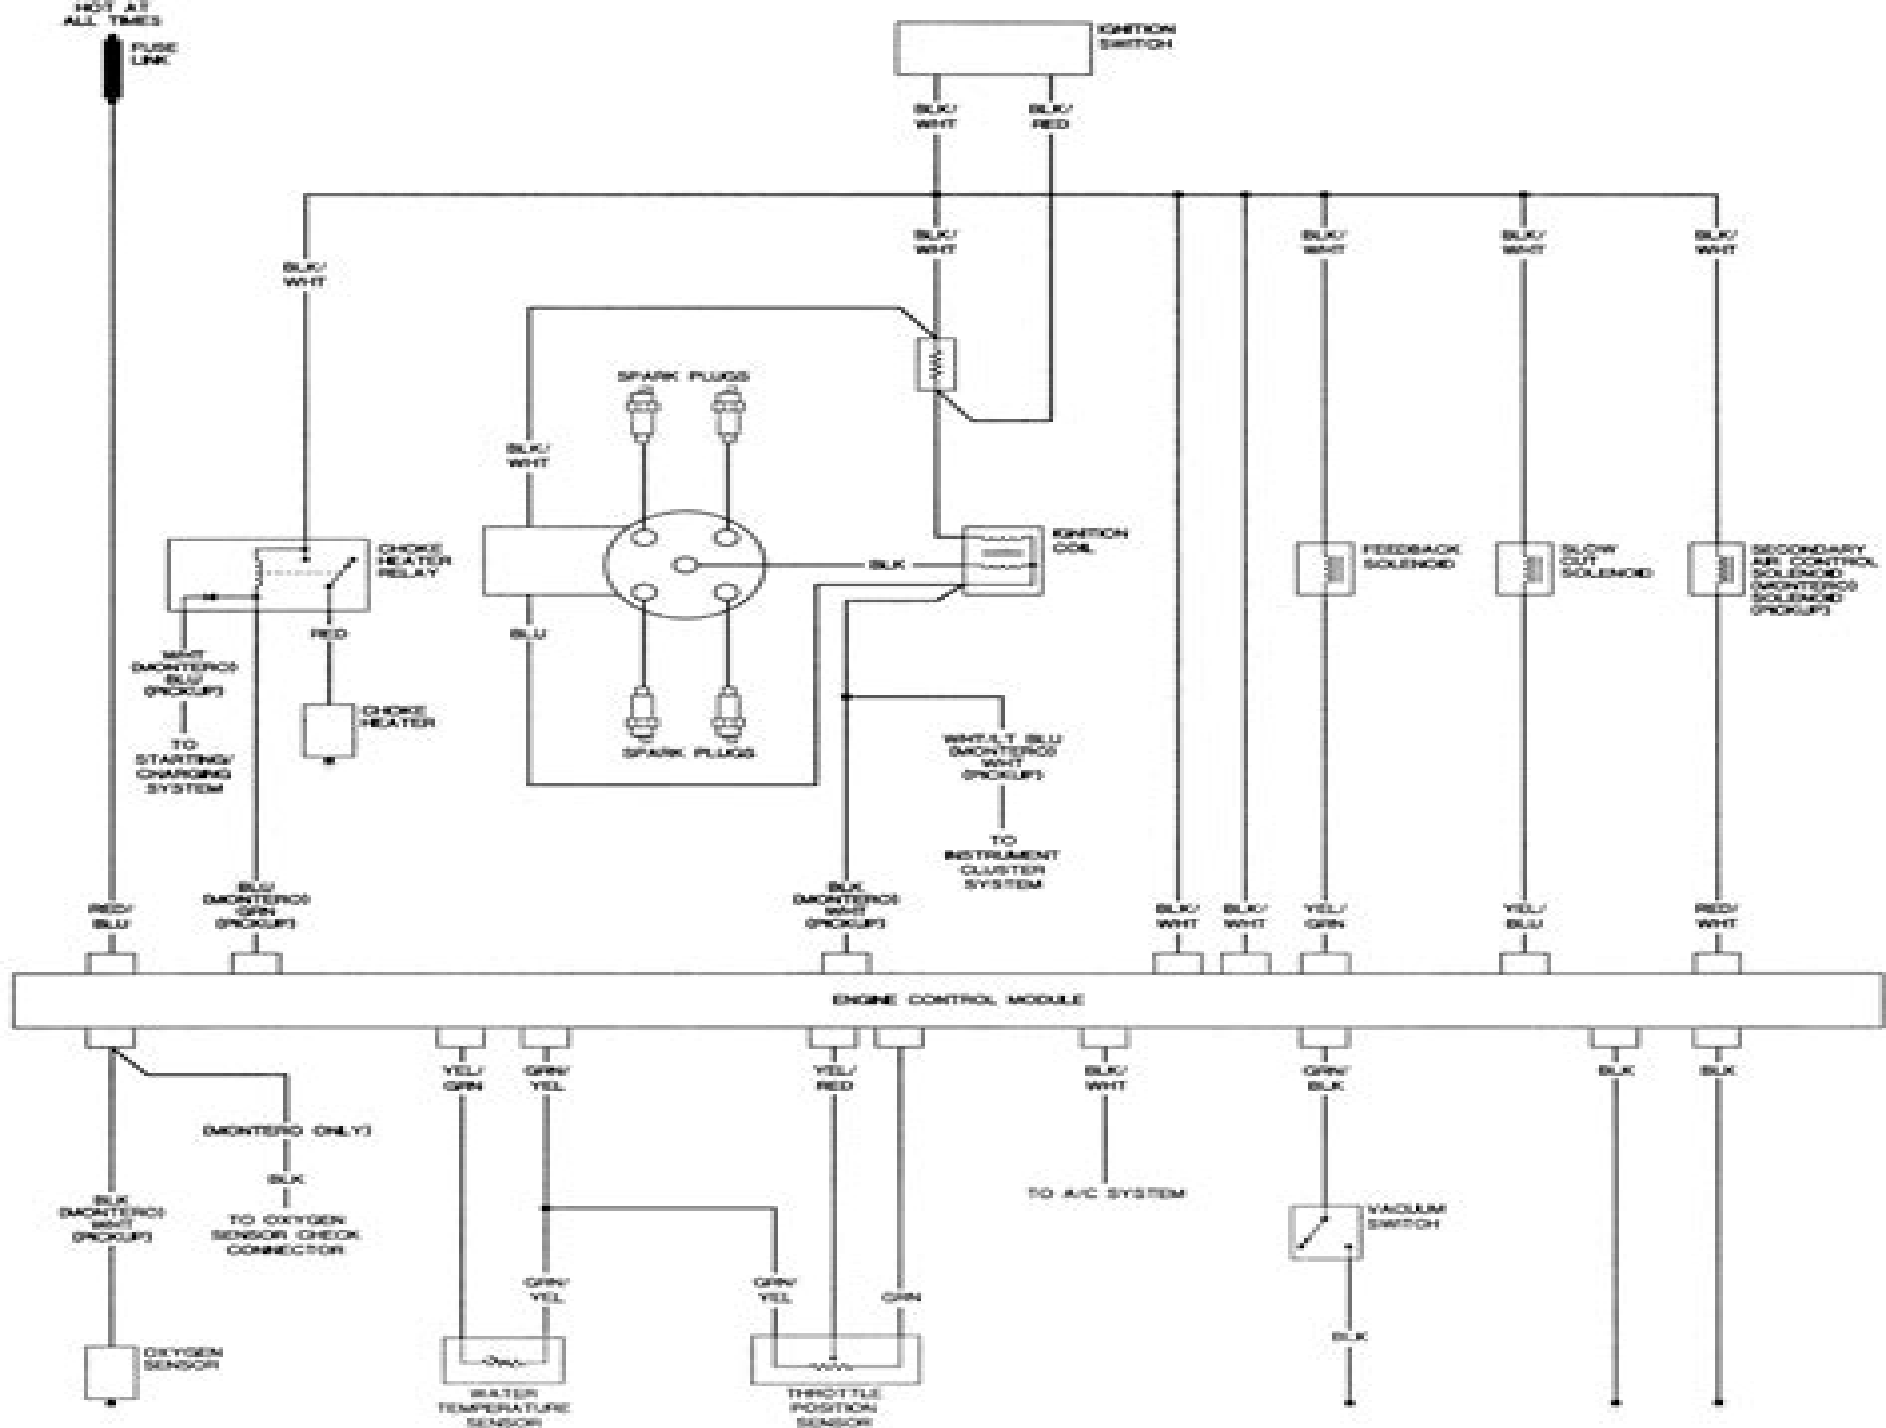 HOT AT
ALL TIMES
FUSE
LINK
IGNITION
SWITCH
BLK/
WHT
BLK/
RED
BLK/
WHT
BLK/
WHT
BLK/
WHT
BLK/
WHT
BLK/
WHT
SPARK PLUGS
BLK/
WHT
CHOKE
HEATER
RELAY
BLK
IGNITION
COIL
FEEDBACK
SOLENOID
SLOW
CUT
SOLENOID
SECONDARY
AIR CONTROL
SOLENOID
(MONTERO)
SOLENOID
(PICKUP)
RED
BLU
WHT
(MONTERO)
BLU
(PICKUP)
TO
STARTING/
CHARGING
SYSTEM
CHOKE
HEATER
SPARK PLUGS
WHT/LT BLU
(MONTERO)
WHT
(PICKUP)
TO
INSTRUMENT
CLUSTER
SYSTEM
RED/
BLU
BLU
(MONTERO)
GRN
(PICKUP)
BLK
(MONTERO)
WHT
(PICKUP)
BLK/
WHT
BLK/
WHT
YEL/
GRN
YEL/
BLU
RED/
WHT
ENGINE CONTROL MODULE
YEL/
GRN
GRN/
YEL
YEL/
RED
BLK/
WHT
GRN/
BLK
BLK
BLK
(MONTERO ONLY)
BLK
TO OXYGEN
SENSOR CHECK
CONNECTOR
BLK
(MONTERO)
WHT
(PICKUP)
TO A/C SYSTEM
VACUUM
SWITCH
GRN/
YEL
GRN/
YEL
GRN
BLK
OXYGEN
SENSOR
WATER
TEMPERATURE
SENSOR
THROTTLE
POSITION
SENSOR